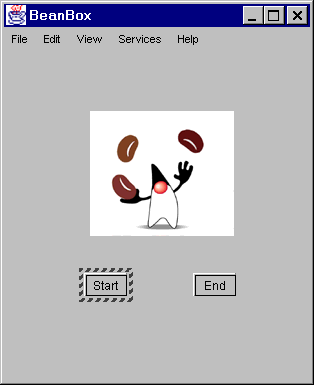 BeanBox
File Edit View Services Help
Start End